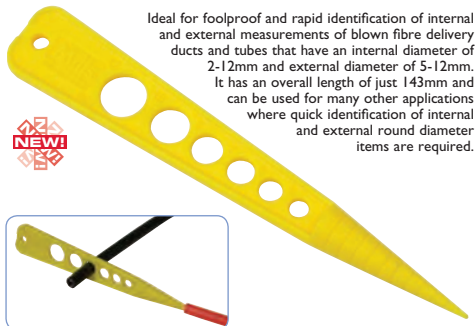 Ideal for foolproof and rapid identification of internal
and external measurements of blown fibre delivery
ducts and tubes that have an internal diameter of
2-12mm and external diameter of 5-12mm.
It has an overall length of just 143mm and
can be used for many other applications
where quick identification of internal
and external round diameter
items are required.
NEW!